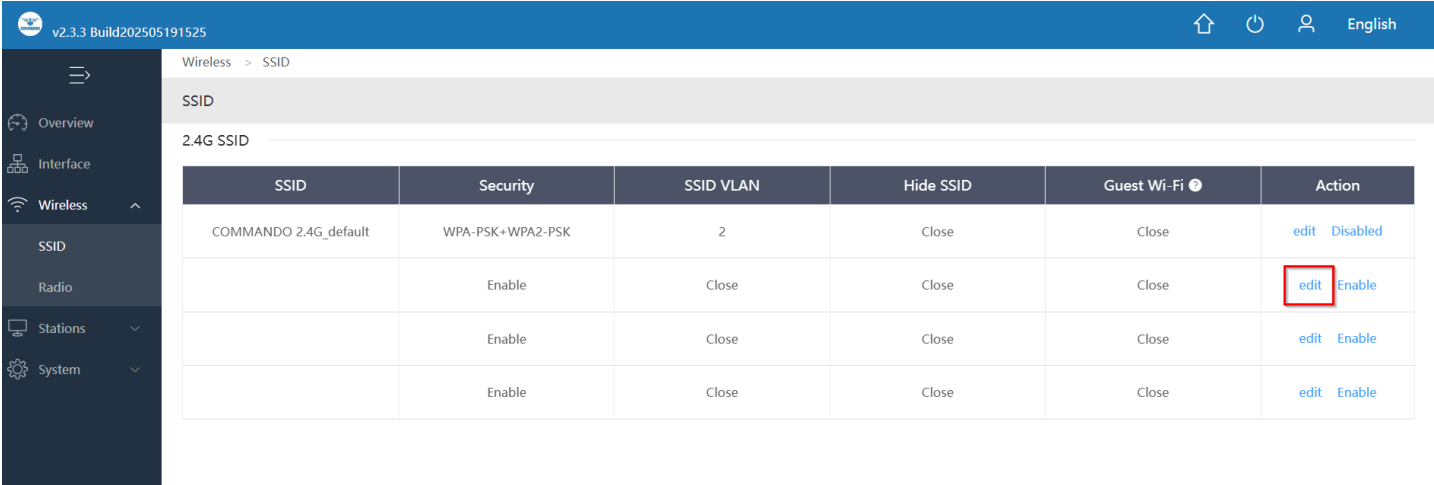 v2.3.3 Build202505191525
English
Wireless > SSID
SSID
Overview
2.4G SSID
Interface
SSID Security SSID VLAN Hide SSID Guest Wi-Fi ? Action
Wireless
COMMANDO 2.4G_default WPA-PSK+WPA2-PSK 2 Close Close edit Disabled
SSID
Radio
Enable Close Close Close edit Enable
Stations
Enable Close Close Close edit Enable
System
Enable Close Close Close edit Enable